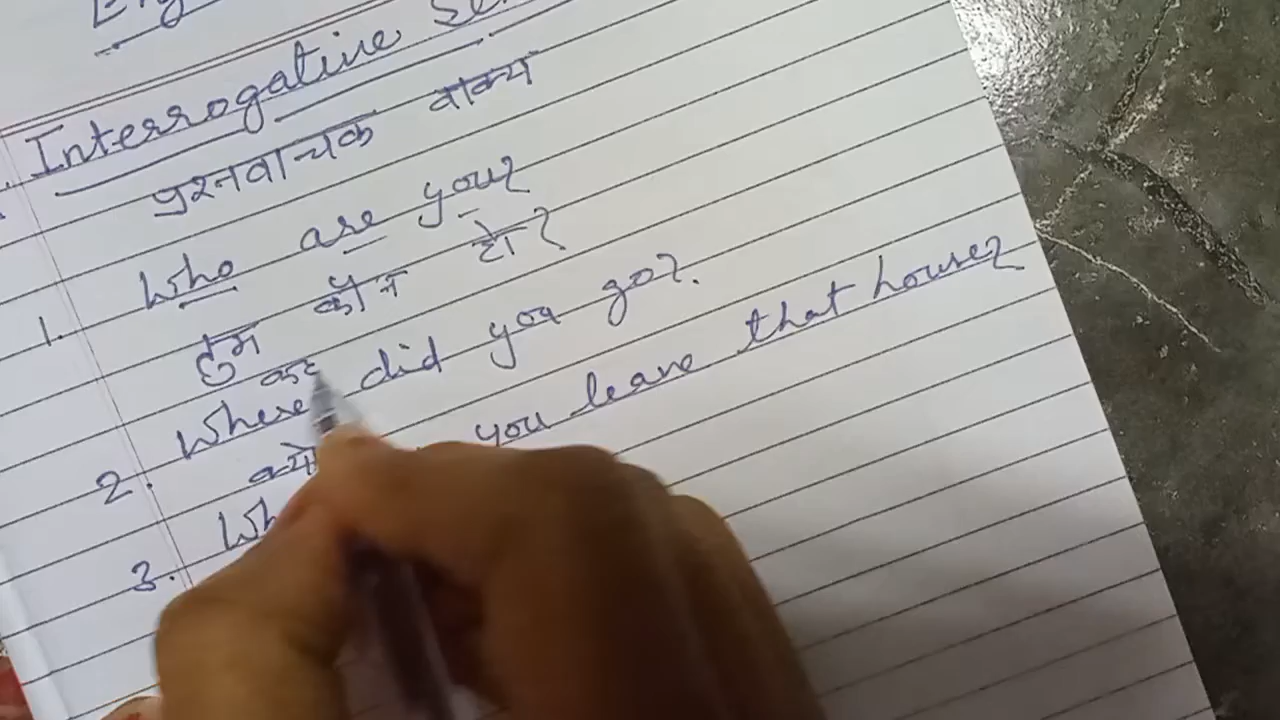 Interrogative
प्रश्नवाचक वाक्य
1. Who are you?
तुम कौन हो?
कह
2. Where did you go?
क्यो
3. you leave that house?